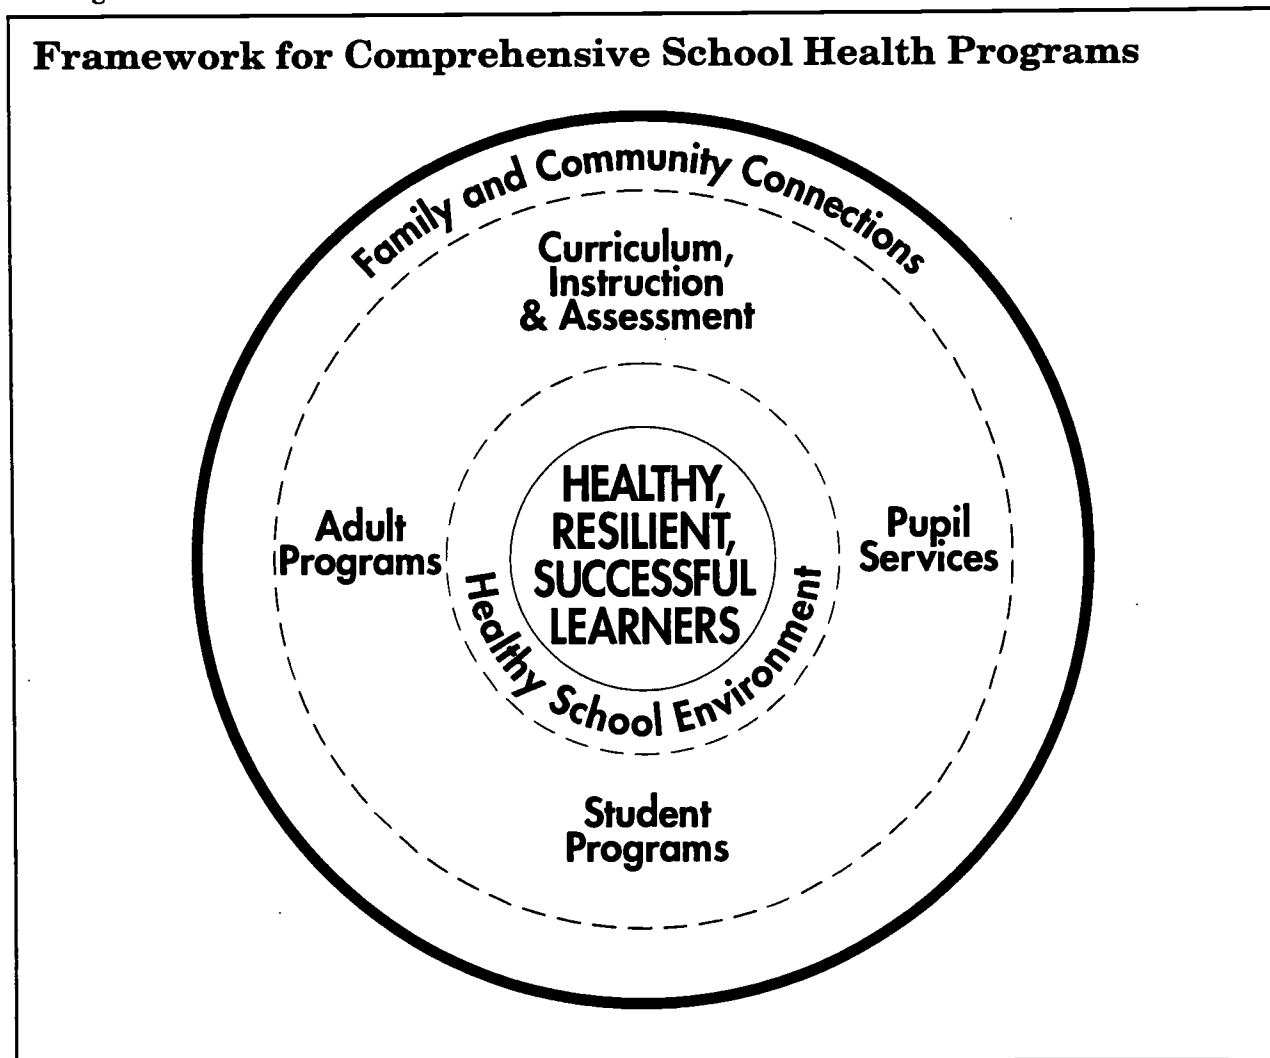 Framework for Comprehensive School Health Programs
Family and Community Connections
Curriculum,
Instruction
& Assessment
Adult
Programs
HEALTHY,
RESILIENT,
SUCCESSFUL
LEARNERS
Pupil
Services
Healthy School Environment
Student
Programs